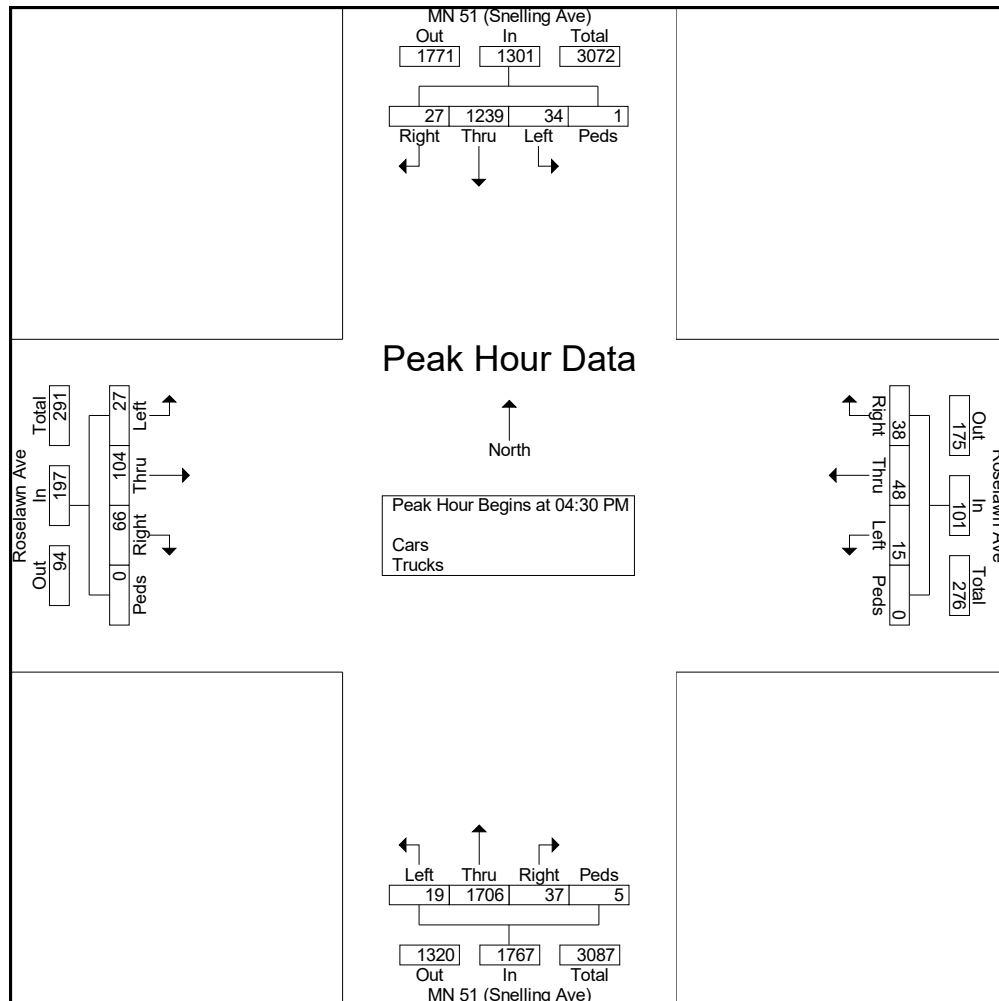 MN 51 (Snelling Ave)
Out In Total
1771 1301 3072
27 1239 34 1
Right Thru Left Peds
Peak Hour Data
North
Peak Hour Begins at 04:30 PM
Cars
Trucks
Roselawn Ave
Out In Total
94 197 291
0 66 104 27
Peds Right Thru Left
Roselawn Ave
Out In Total
175 101 276
38 48 15 0
Right Thru Left Peds
Left Thru Right Peds
19 1706 37 5
1320 1767 3087
Out In Total
MN 51 (Snelling Ave)